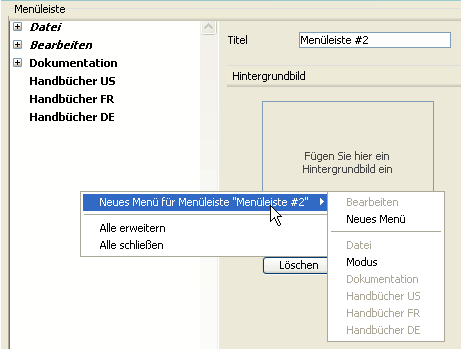 Menüleiste
Datei
Bearbeiten
Dokumentation
Handbücher US
Handbücher FR
Handbücher DE
Titel
Menüleiste #2
Hintergrundbild
Fügen Sie hier ein
Hintergrundbild ein
Neues Menü für Menüleiste "Menüleiste #2"
Alle erweitern
Alle schließen
Bearbeiten
Neues Menü
Datei
Modus
Dokumentation
Handbücher US
Handbücher FR
Handbücher DE
Löschen